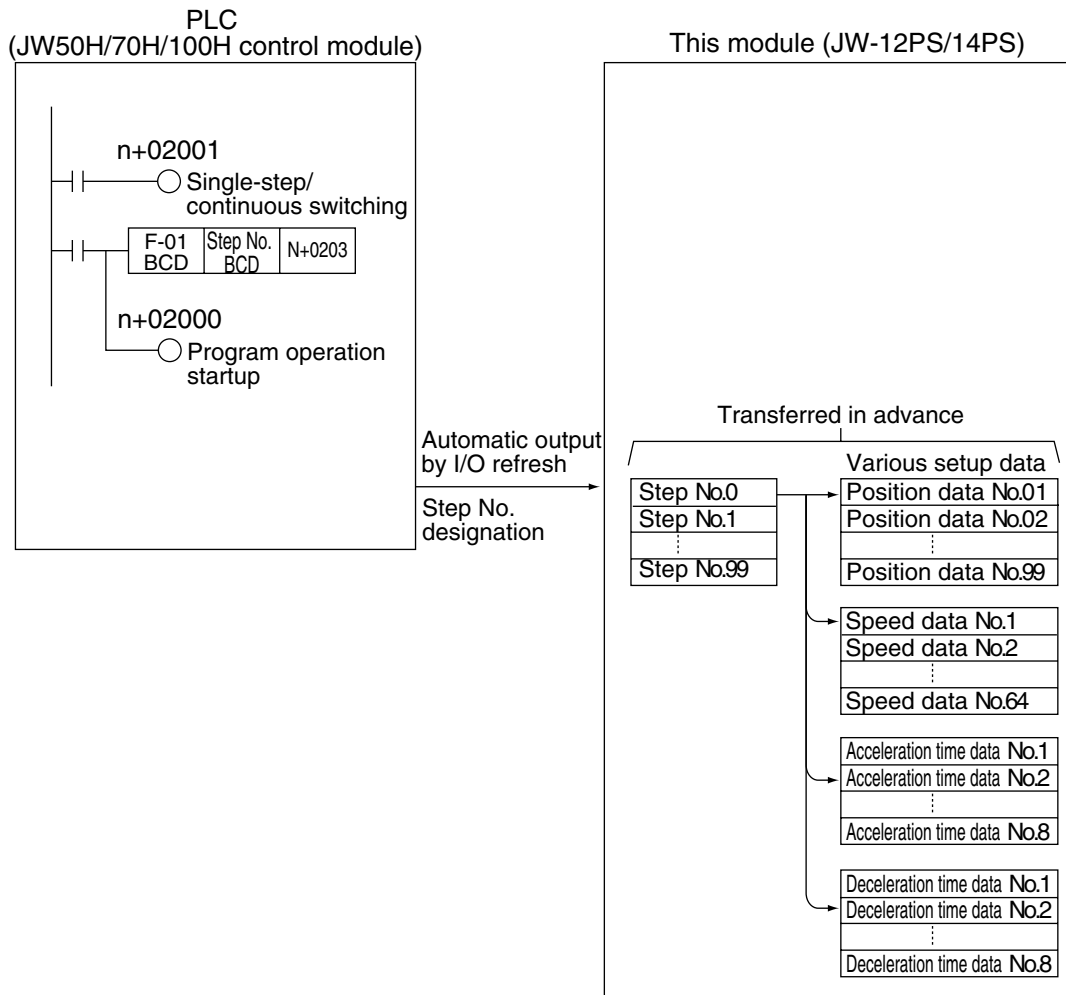 PLC
(JW50H/70H/100H control module)
n+02001
Single-step/
continuous switching
F-01
BCD
Step No.
BCD
N+0203
n+02000
Program operation
startup
Automatic output
by I/O refresh
Step No.
designation
This module (JW-12PS/14PS)
Transferred in advance
Step No.0
Step No.1
Step No.99
Various setup data
Position data No.01
Position data No.02
Position data No.99
Speed data No.1
Speed data No.2
Speed data No.64
Acceleration time data No.1
Acceleration time data No.2
Acceleration time data No.8
Deceleration time data No.1
Deceleration time data No.2
Deceleration time data No.8